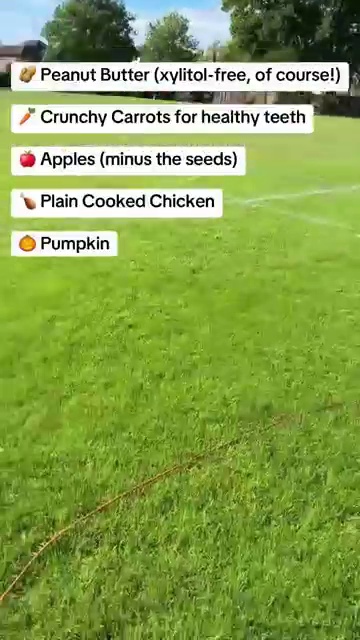 🥜 Peanut Butter (xylitol-free, of course!)
🥕 Crunchy Carrots for healthy teeth
🍎 Apples (minus the seeds)
🍗 Plain Cooked Chicken
🎃 Pumpkin